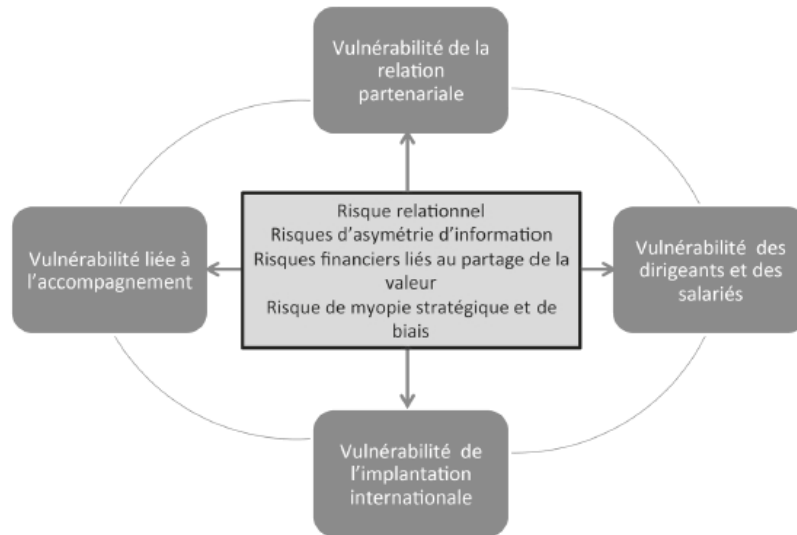 Vulnérabilité de la
relation
partenariale
Vulnérabilité liée à
l'accompagnement
Risque relationnel
Risques d'asymétrie d'information
Risques financiers liés au partage de la
valeur
Risque de myopie stratégique et de
biais
Vulnérabilité des
dirigeants et des
salariés
Vulnérabilité de
l'implantation
internationale